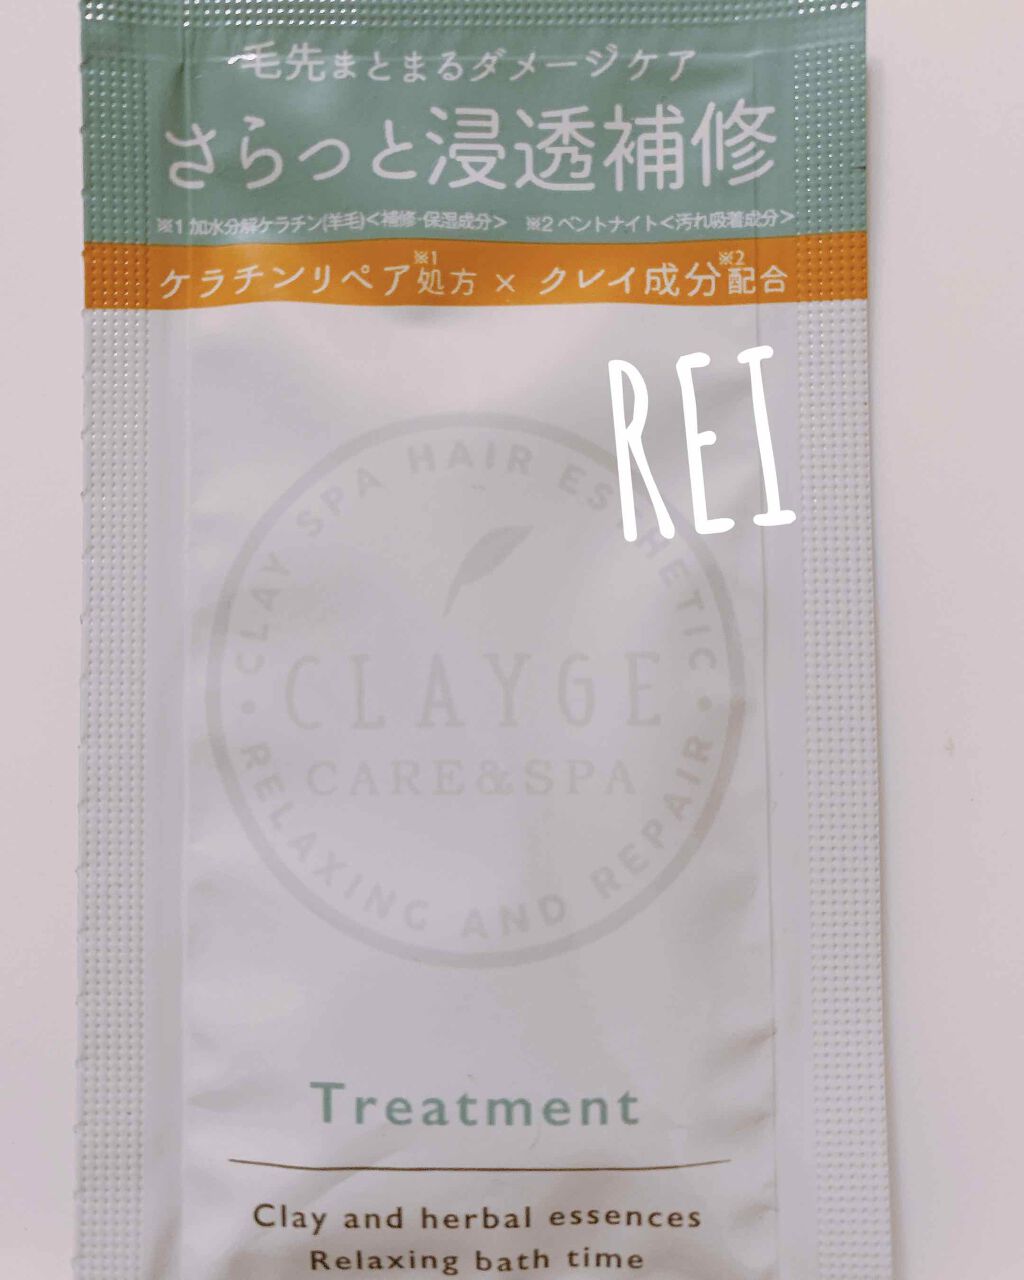 毛先まとまるダメージケア
さらっと浸透補修
※1 加水分解ケラチン(羊毛)<補修・保湿成分> ※2 ベントナイト<汚れ吸着成分>
ケラチンリペア※1処方 × クレイ成分※2配合
REI
・CLAY SPA HAIR ESTHETIC・
CLAYGE
CARE&SPA
RELAXING AND REPAIR
Treatment
Clay and herbal essences
Relaxing bath time